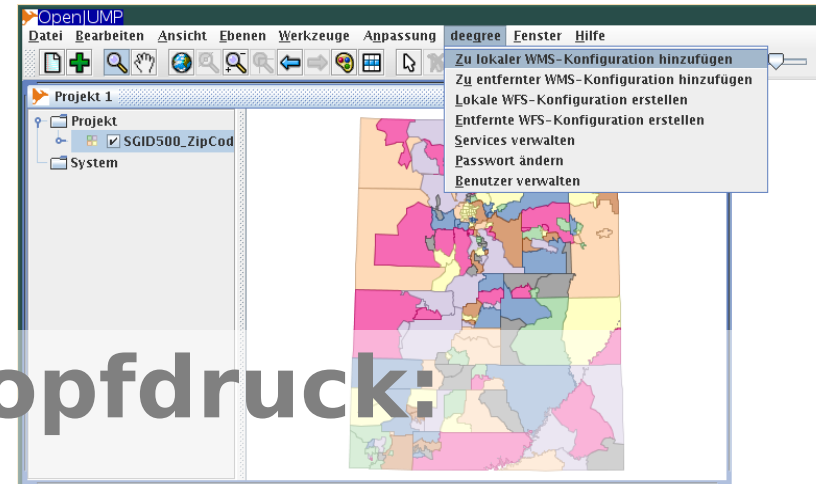 OpenJUMP
Datei Bearbeiten Ansicht Ebenen Werkzeuge Anpassung deegree Fenster Hilfe
Zu lokaler WMS-Konfiguration hinzufügen
Zu entfernter WMS-Konfiguration hinzufügen
Lokale WFS-Konfiguration erstellen
Entfernte WFS-Konfiguration erstellen
Services verwalten
Passwort ändern
Benutzer verwalten
Projekt 1
Projekt
SGID500_ZipCod
System
opfdruck: